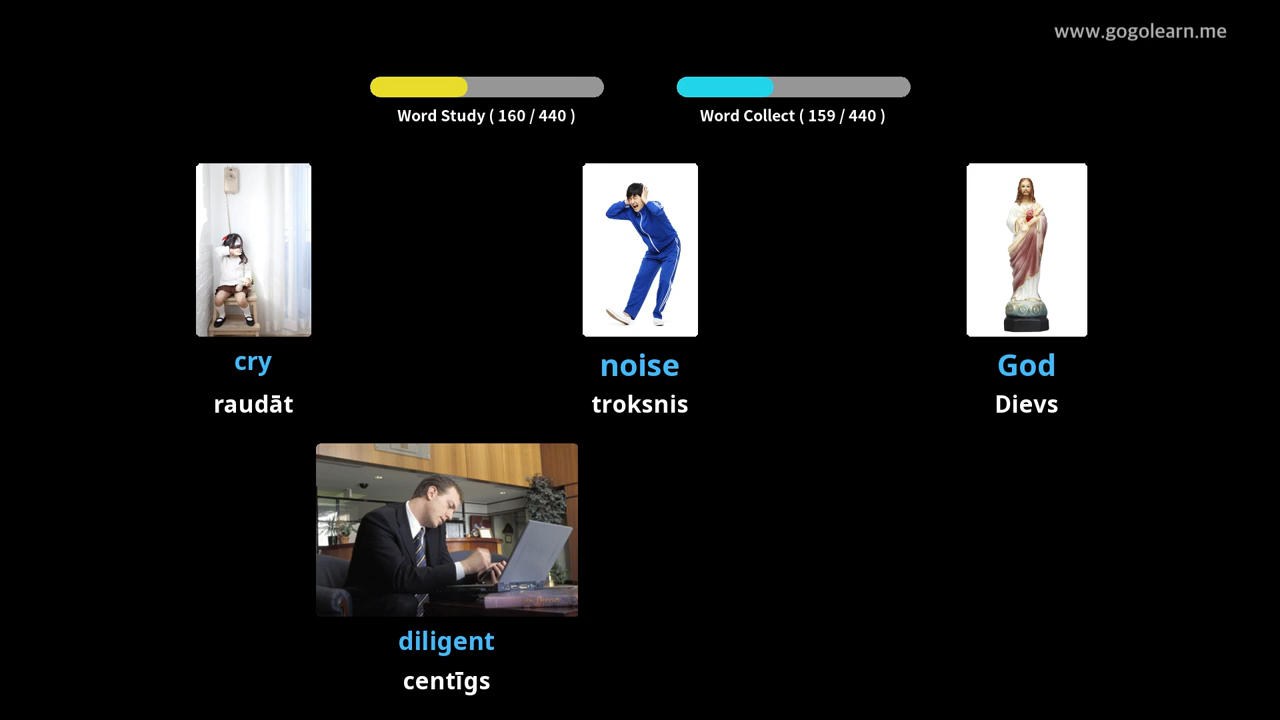 www.gogolearn.me
Word Study ( 160 / 440 )
Word Collect ( 159 / 440 )
cry
noise
God
raudāt
troksnis
Dievs
diligent
centīgs